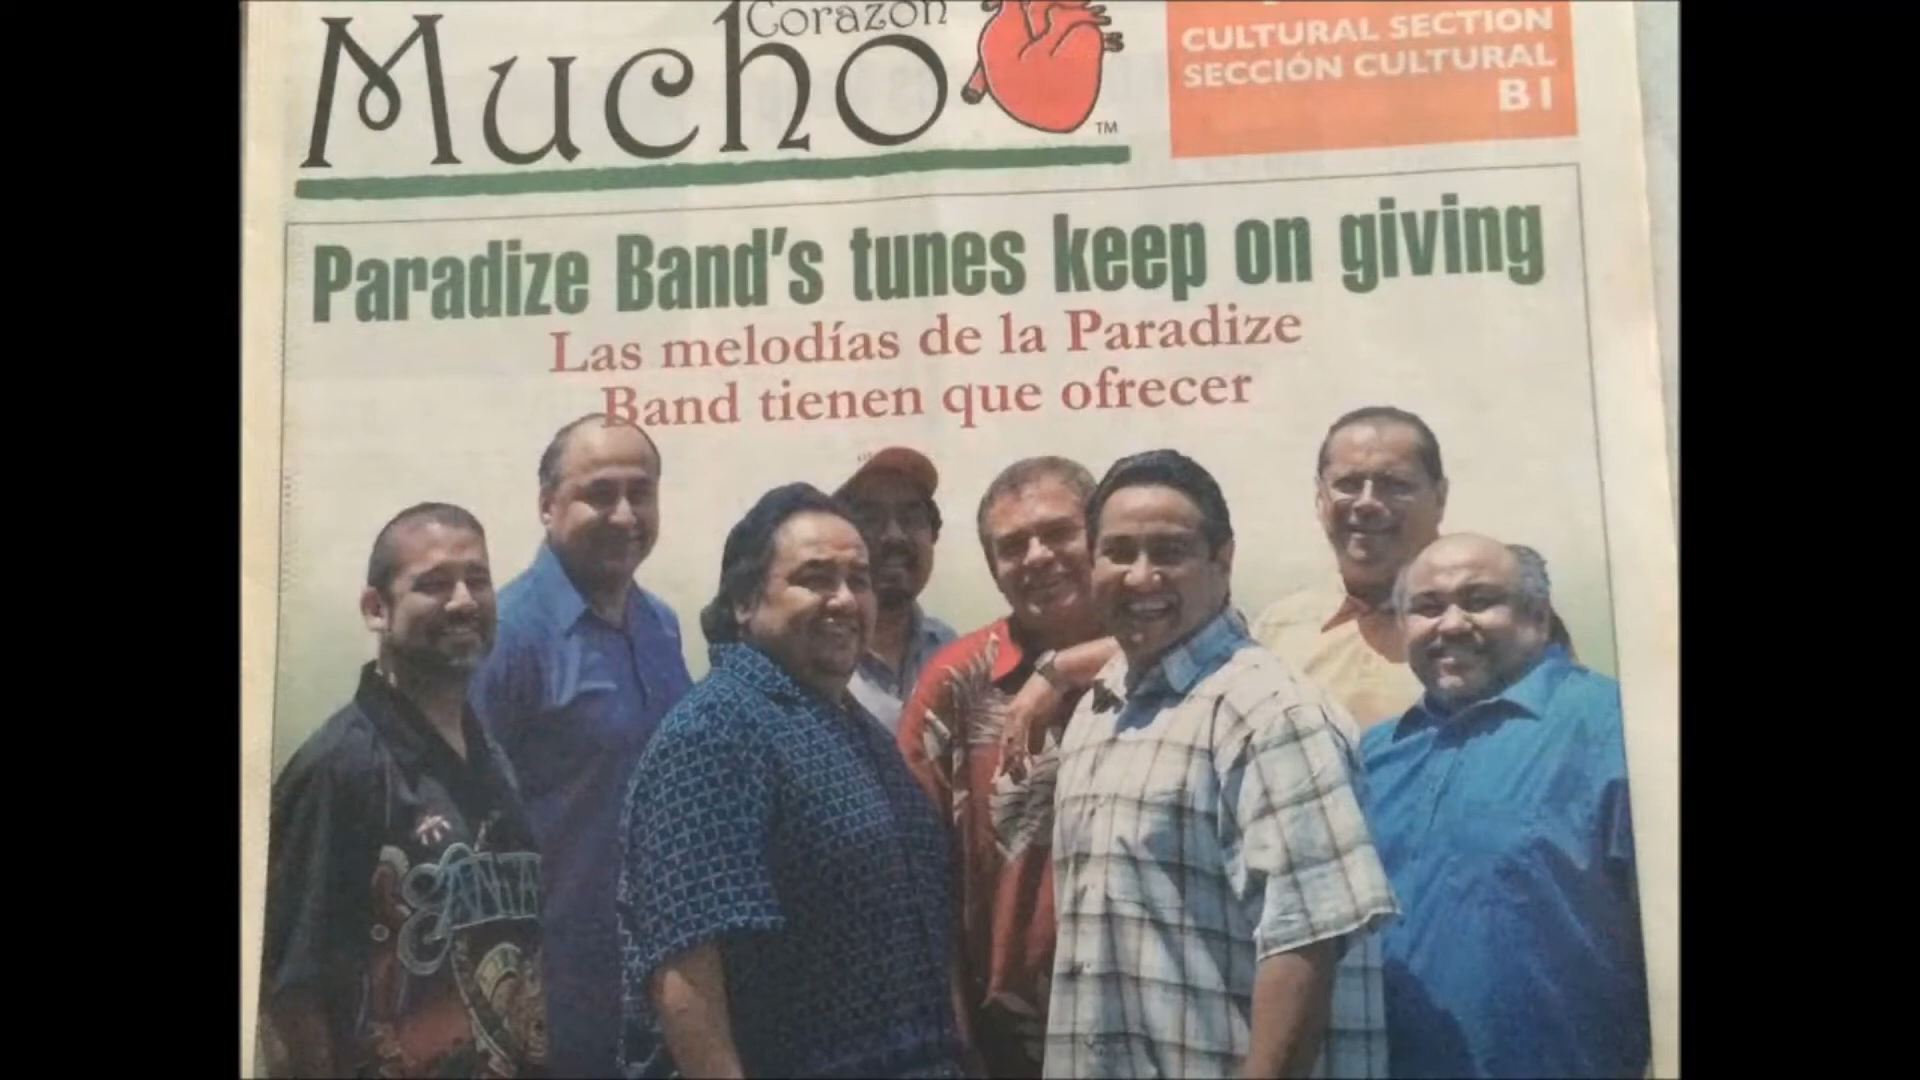 Corazón
Mucho
TM
CULTURAL SECTION
SECCIÓN CULTURAL
B1
Paradize Band's tunes keep on giving
Las melodías de la Paradize
Band tienen que ofrecer